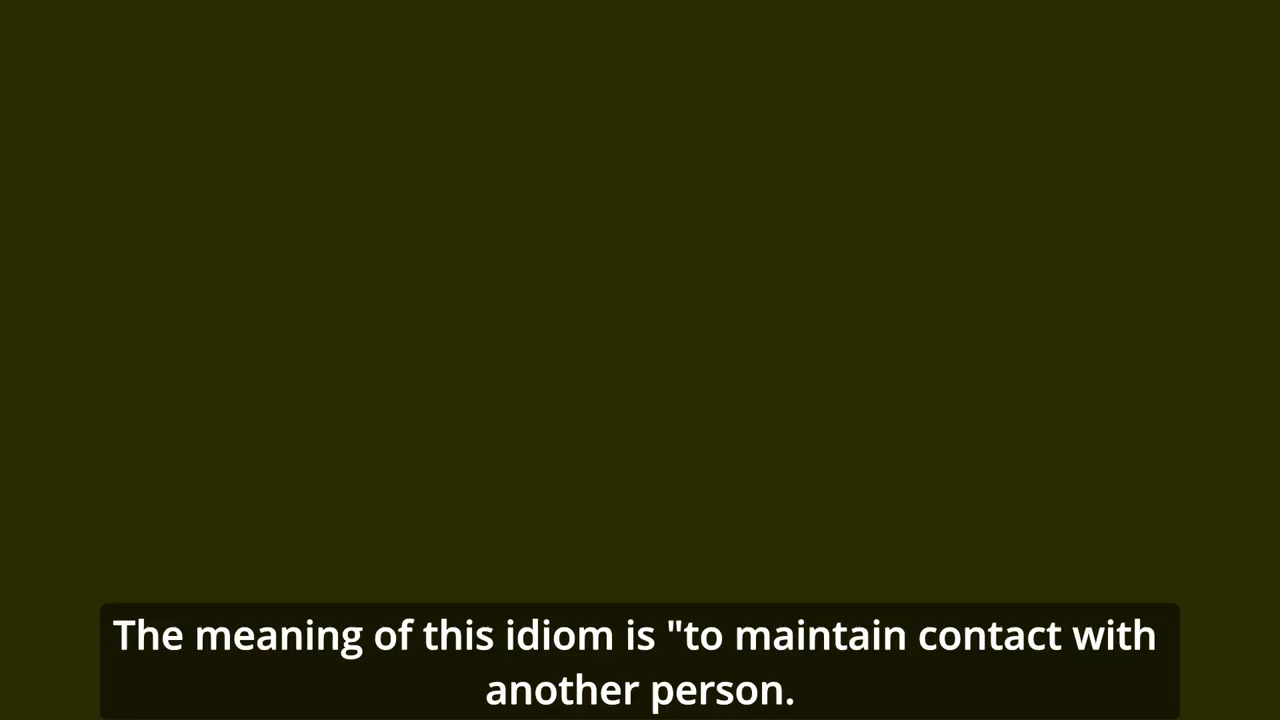 The meaning of this idiom is "to maintain contact with
another person.